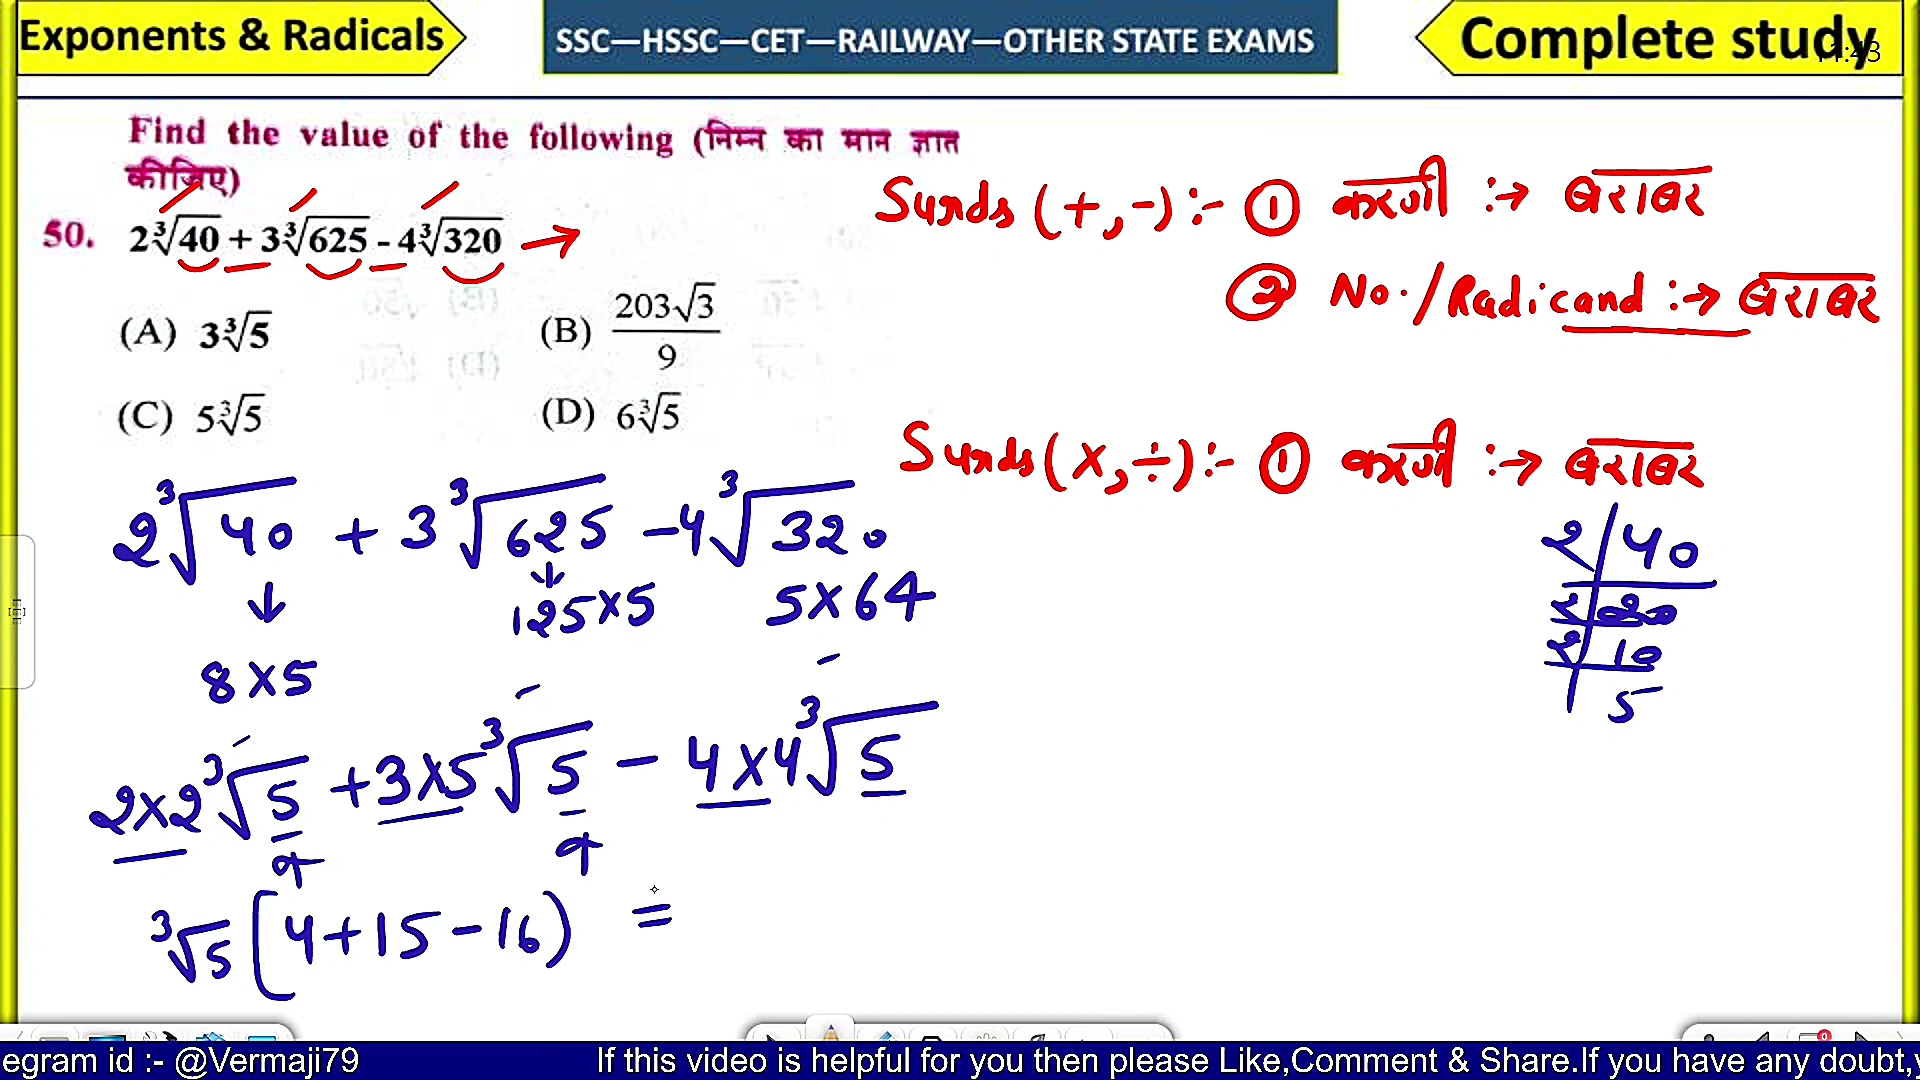 Exponents & Radicals
SSC—HSSC—CET—RAILWAY—OTHER STATE EXAMS
Complete study
11:43
Find the value of the following (निम्न का मान ज्ञात
कीजिए)
50. 2∛40 + 3∛625 - 4∛320 →
(A) 3∛5
(B) 203√3 / 9
(C) 5∛5
(D) 6∛5
Surds (+,-) :- ① करणी :→ बराबर
② No./Radicand :→ बराबर
Surds (×,÷) :- ① करणी :→ बराबर
2∛40 + 3∛625 - 4∛320
↓ ↓
125×5 5×64
8×5
2×2∛5 + 3×5∛5 - 4×4∛5
∛5 (4+15-16) =
2 | 40
2 | 20
2 | 10
| 5
egram id :- @Vermaji79
If this video is helpful for you then please Like,Comment & Share.If you have any doubt,